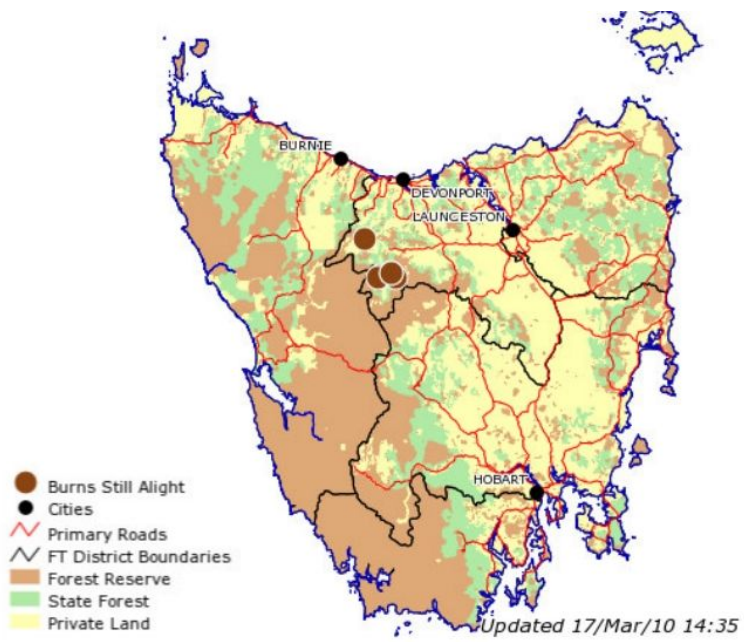 BURNIE
DEVONPORT
LAUNCESTON
HOBART
Burns Still Alight
Cities
Primary Roads
FT District Boundaries
Forest Reserve
State Forest
Private Land
Updated 17/Mar/10 14:35